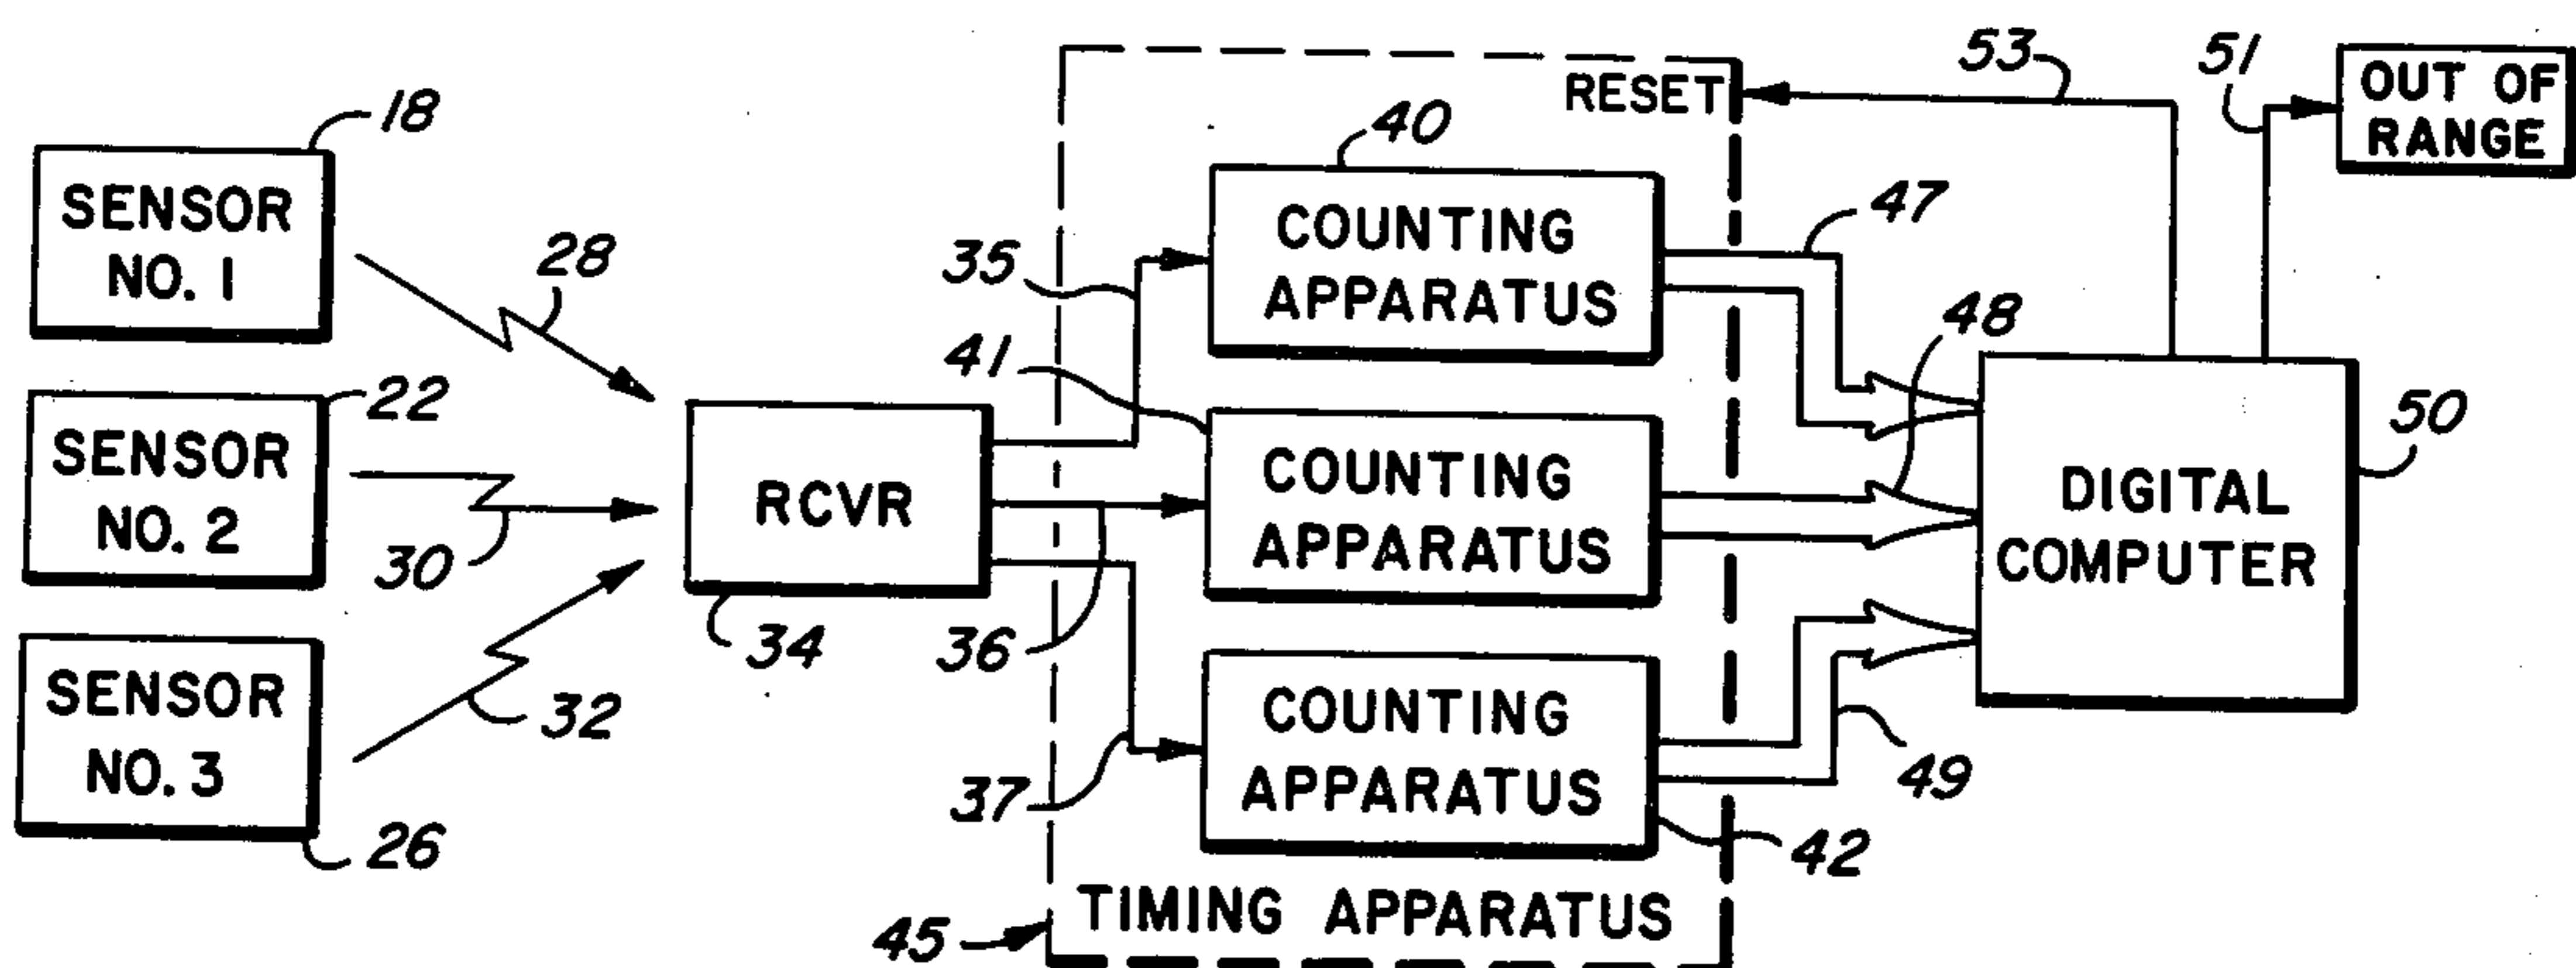 SENSOR
NO. 1
18
SENSOR
NO. 2
22
SENSOR
NO. 3
26
28
30
32
RCVR
34
35
41
36
37
45
RESET
40
COUNTING
APPARATUS
COUNTING
APPARATUS
COUNTING
APPARATUS
42
TIMING APPARATUS
47
48
49
53
51
OUT OF
RANGE
DIGITAL
COMPUTER
50